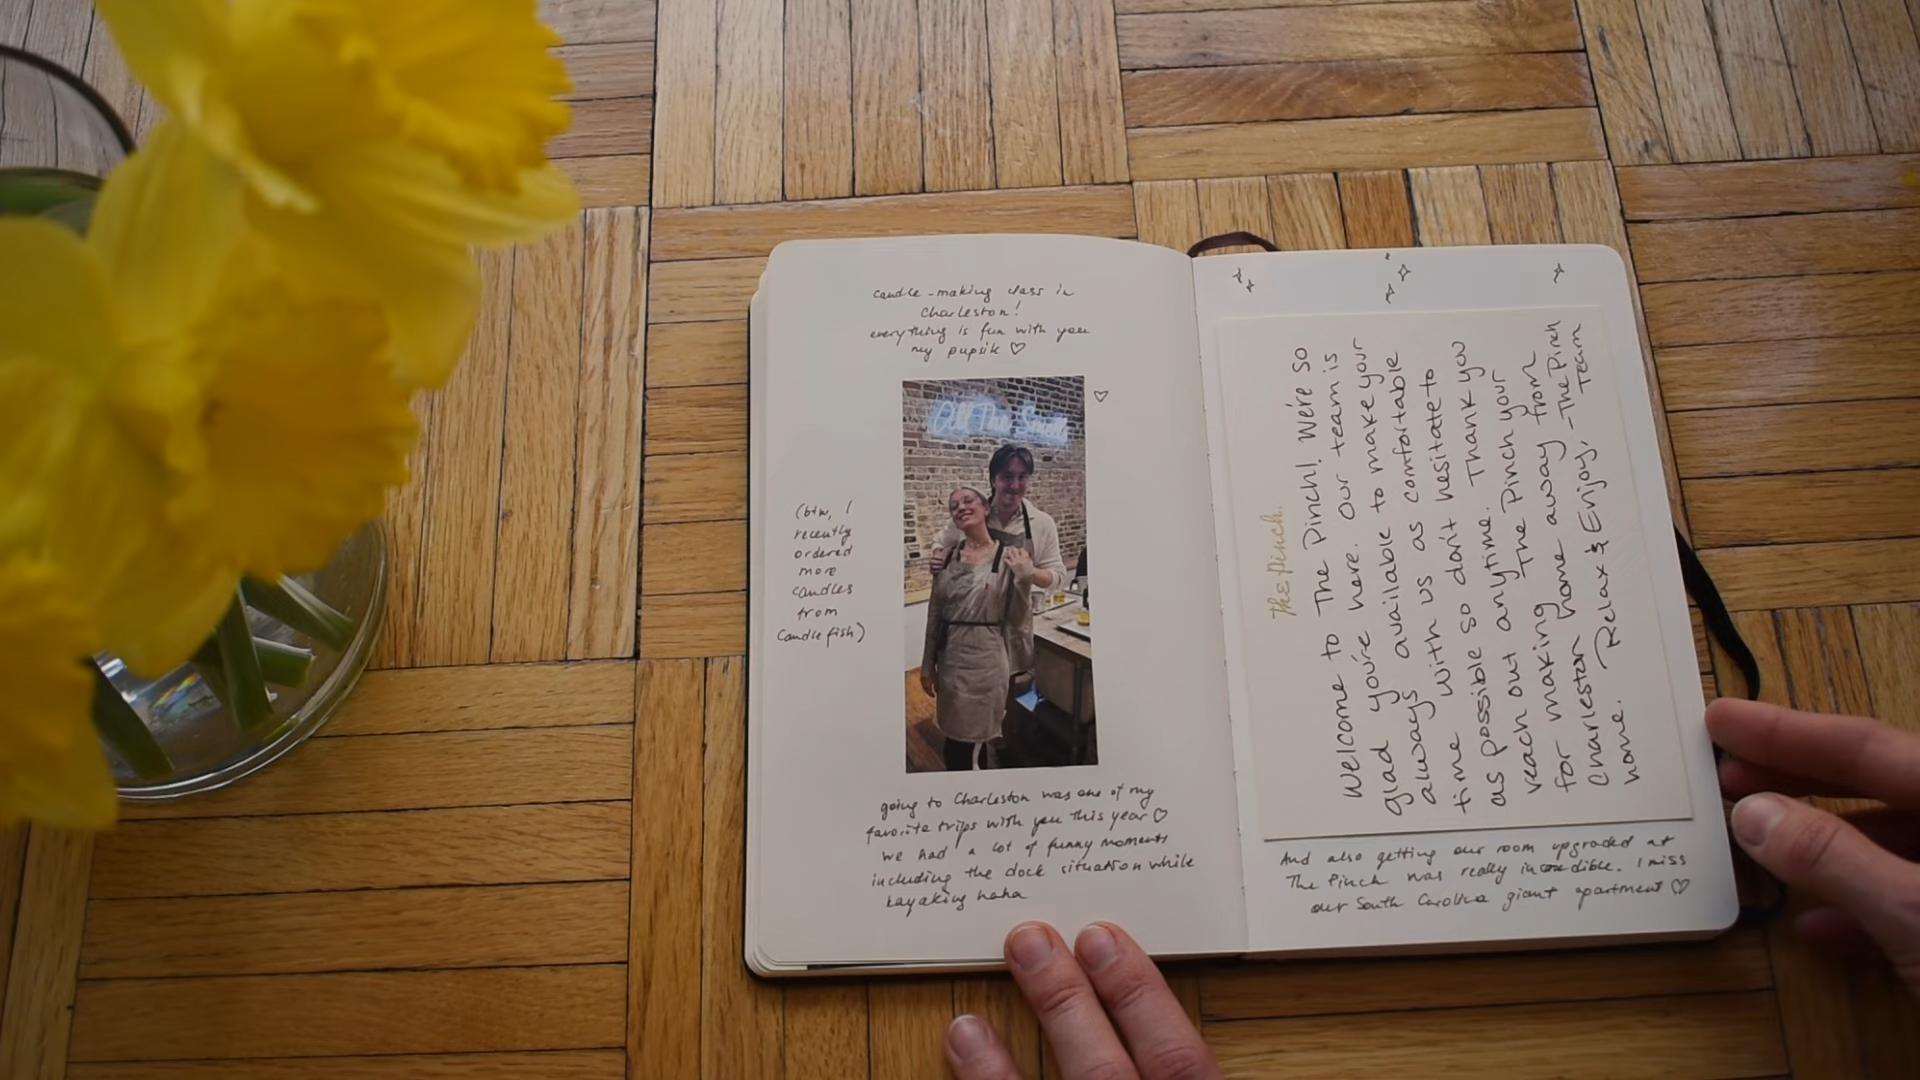 candle-making class in
Charleston!
everything is fun with you
my pupsik ♡
All The Smell
(btw, I
recently
ordered
more
candles
from
Candlefish)
going to Charleston was one of my
favorite trips with you this year ♡
we had a lot of funny moments
including the dock situation while
kayaking haha
The Pinch.
Welcome to The Pinch! We're so
glad you're here. Our team is
always available to make your
time with us as comfortable
as possible so don't hesitate to
reach out anytime. Thank you
for making The Pinch your
Charleston home away from
home. Relax & Enjoy, -The Pinch
Team
And also getting our room upgraded at
The Pinch was really incredible. I miss
our South Carolina giant apartment ♡